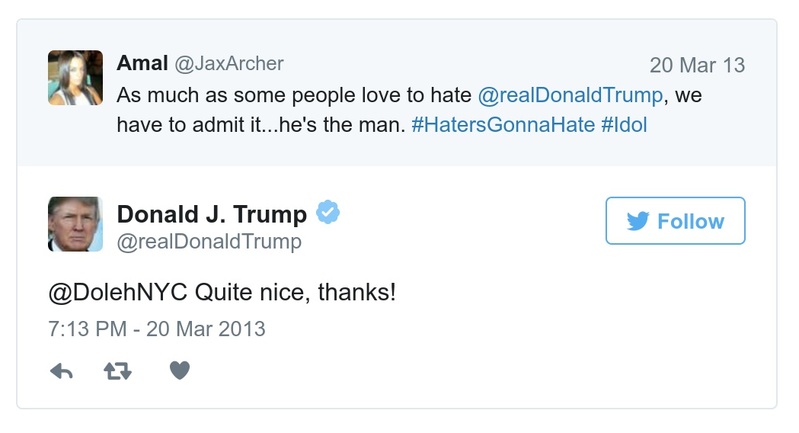 Amal @JaxArcher
20 Mar 13
As much as some people love to hate @realDonaldTrump, we
have to admit it...he's the man. #HatersGonnaHate #Idol
Donald J. Trump
Follow
@realDonaldTrump
@DolehNYC Quite nice, thanks!
7:13 PM - 20 Mar 2013